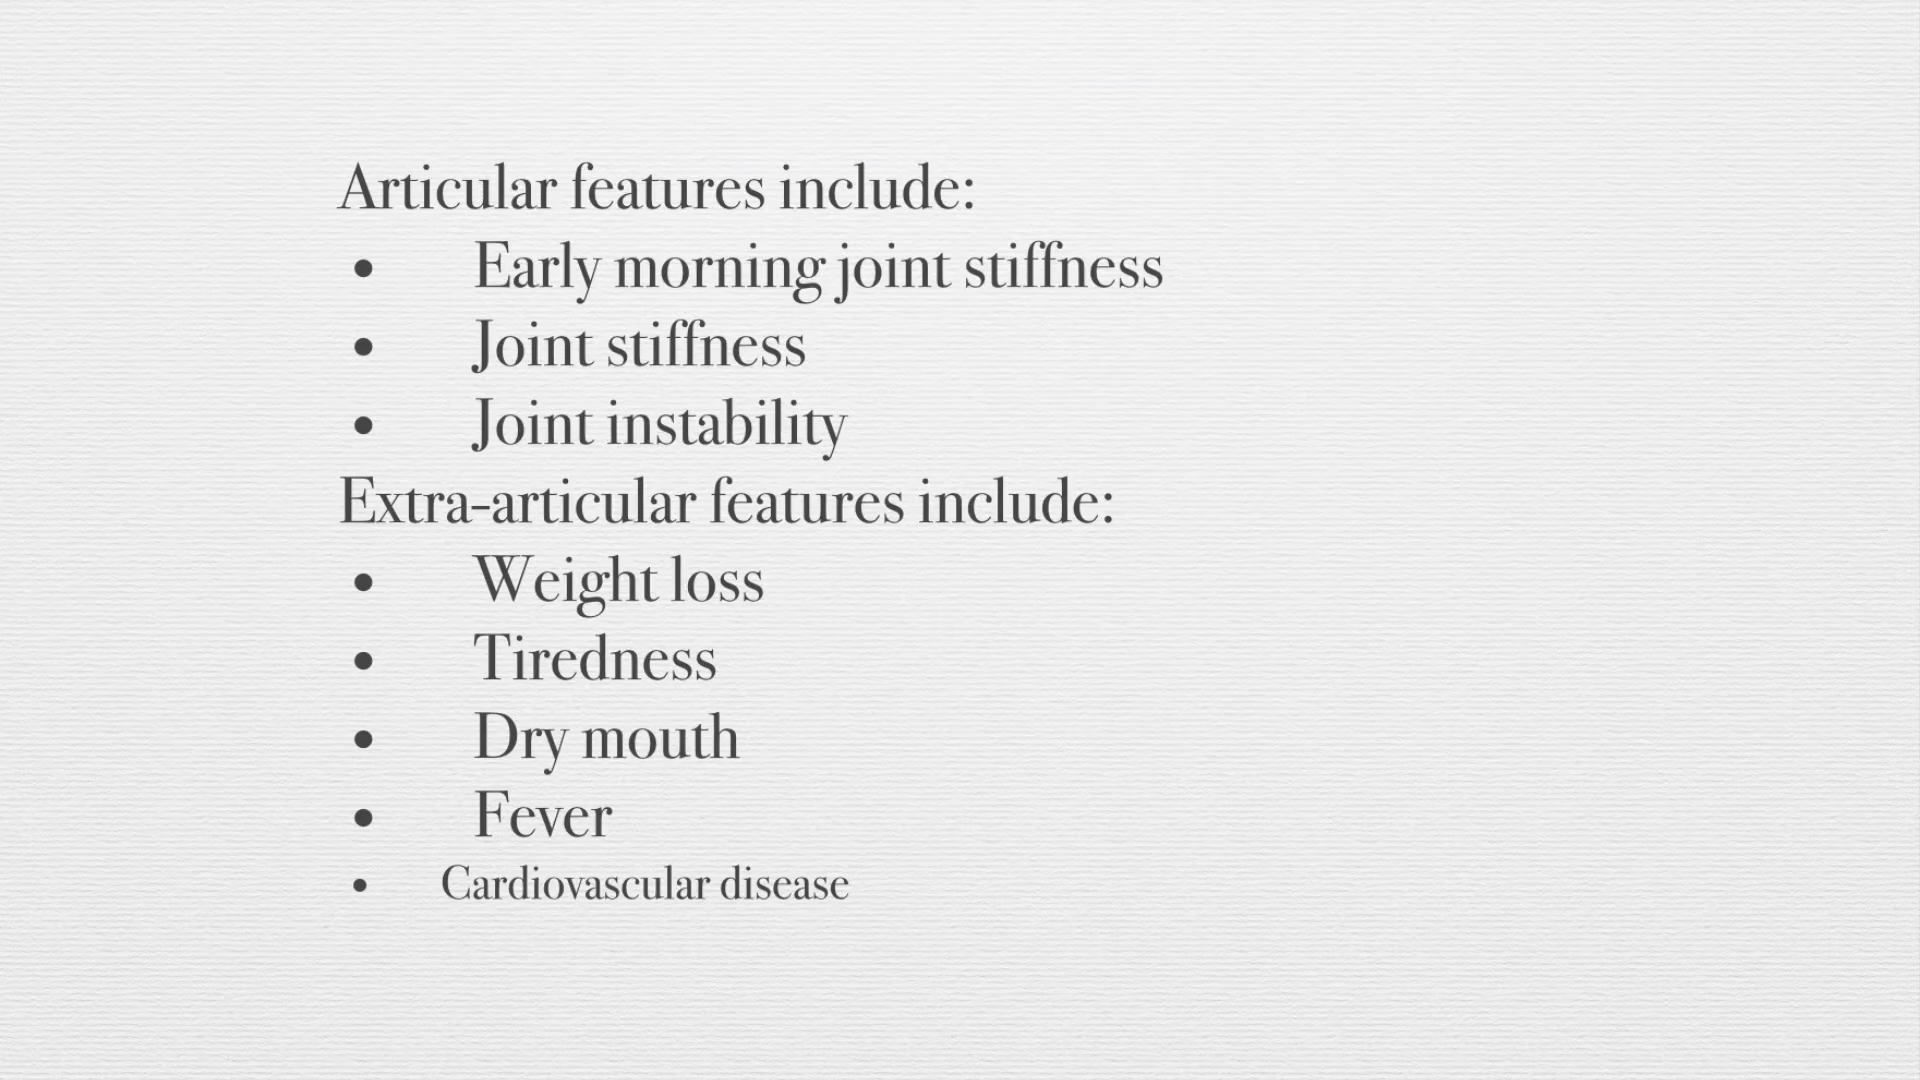 Articular features include:
• Early morning joint stiffness
• Joint stiffness
• Joint instability
Extra-articular features include:
• Weight loss
• Tiredness
• Dry mouth
• Fever
• Cardiovascular disease